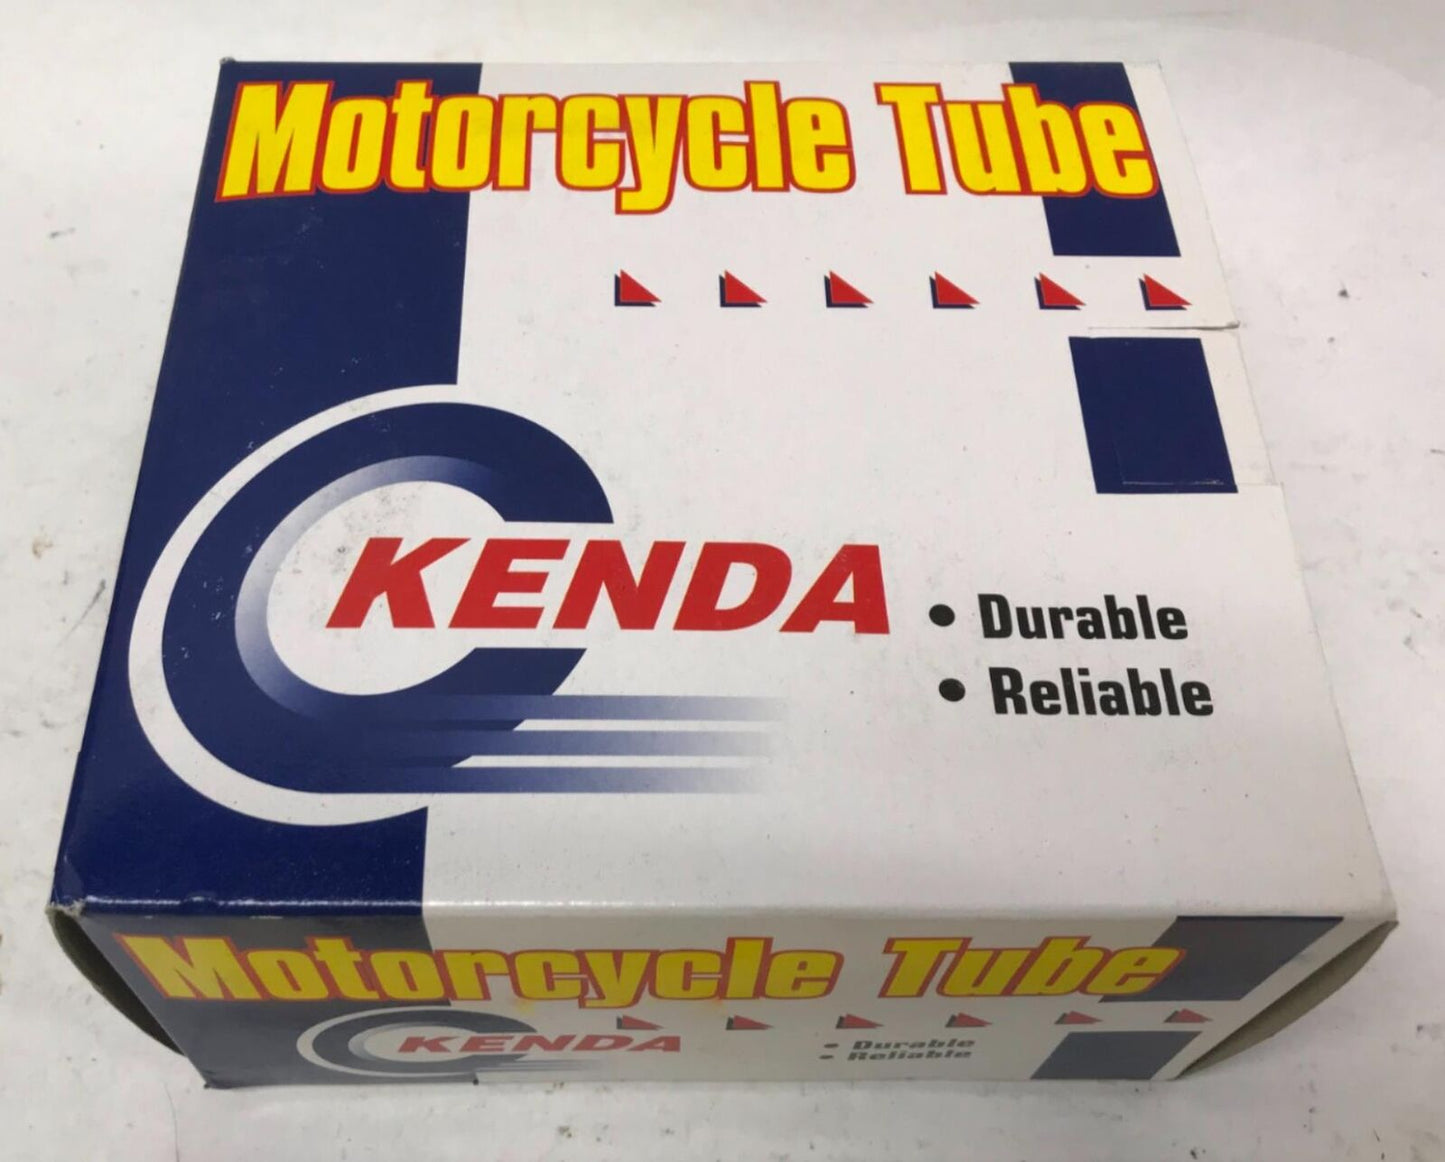 Motorcycle Tube
KENDA
• Durable
• Reliable
Motorcycle Tube
KENDA
• Durable
• Reliable